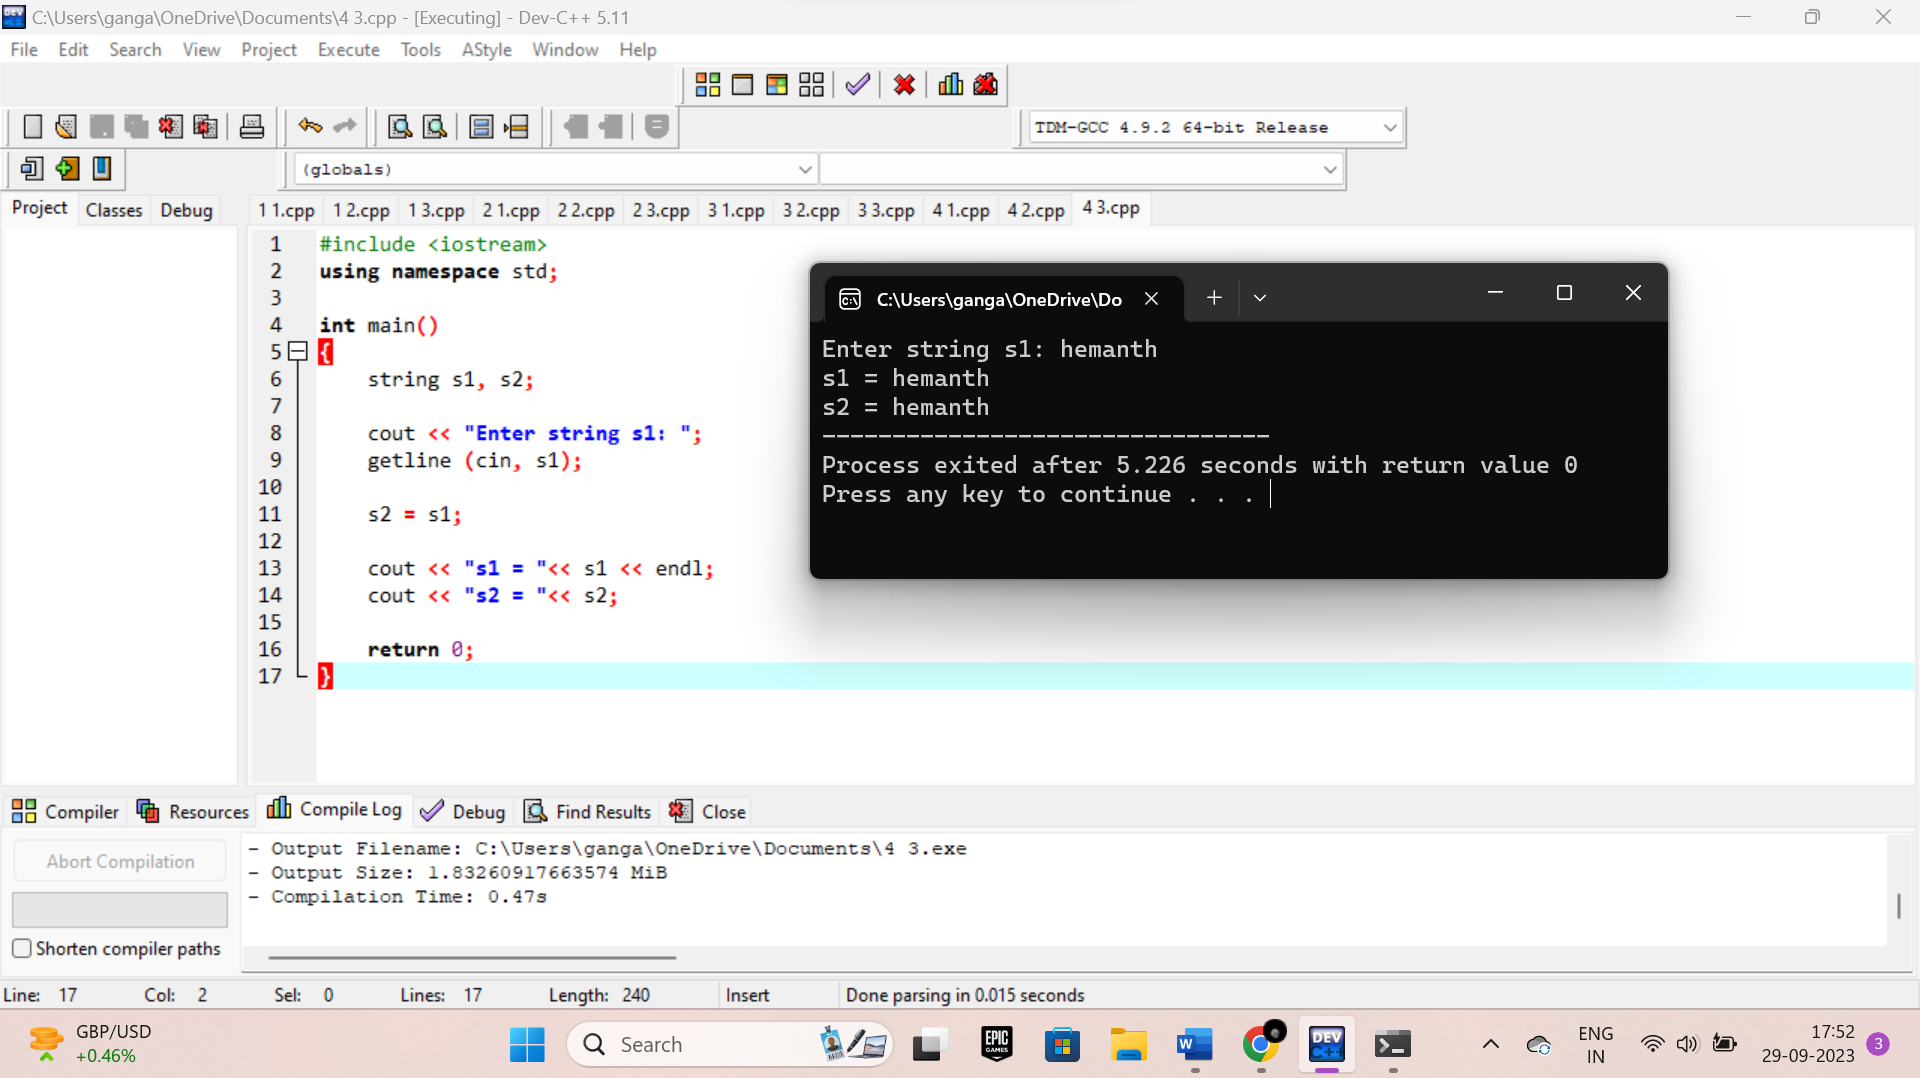 C:\Users\ganga\OneDrive\Documents\4 3.cpp - [Executing] - Dev-C++ 5.11
File Edit Search View Project Execute Tools AStyle Window Help
TDM-GCC 4.9.2 64-bit Release
(globals)
Project Classes Debug
1 1.cpp 1 2.cpp 1 3.cpp 2 1.cpp 2 2.cpp 2 3.cpp 3 1.cpp 3 2.cpp 3 3.cpp 4 1.cpp 4 2.cpp 4 3.cpp
1 #include <iostream>
2 using namespace std;
3
4 int main()
5 {
6 string s1, s2;
7
8 cout << "Enter string s1: ";
9 getline (cin, s1);
10
11 s2 = s1;
12
13 cout << "s1 = "<< s1 << endl;
14 cout << "s2 = "<< s2;
15
16 return 0;
17 }
C:\Users\ganga\OneDrive\Do
Enter string s1: hemanth
s1 = hemanth
s2 = hemanth
--------------------------------
Process exited after 5.226 seconds with return value 0
Press any key to continue . . .
Compiler Resources Compile Log Debug Find Results Close
Abort Compilation
Shorten compiler paths
- Output Filename: C:\Users\ganga\OneDrive\Documents\4 3.exe
- Output Size: 1.83260917663574 MiB
- Compilation Time: 0.47s
Line: 17 Col: 2 Sel: 0 Lines: 17 Length: 240 Insert Done parsing in 0.015 seconds
GBP/USD
+0.46%
Search
EPIC GAMES
W
DEV C++
ENG
IN
17:52
29-09-2023
3